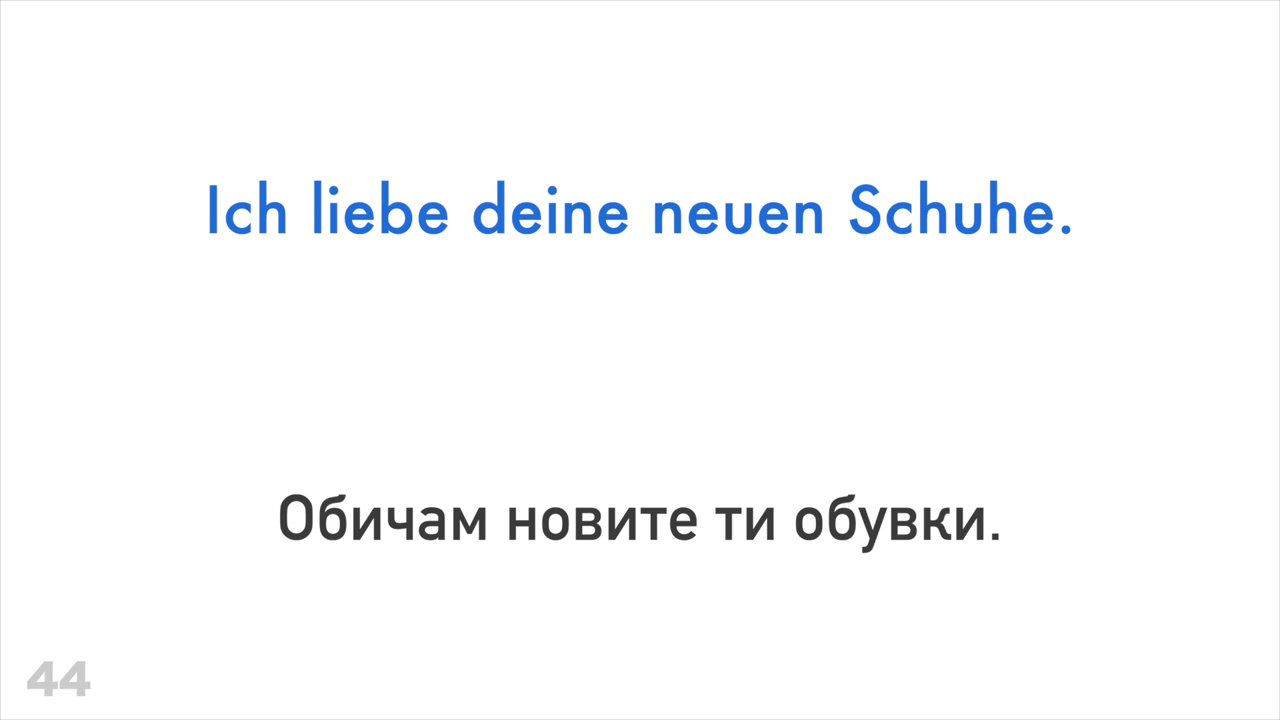 Ich liebe deine neuen Schuhe.
Обичам новите ти обувки.
44